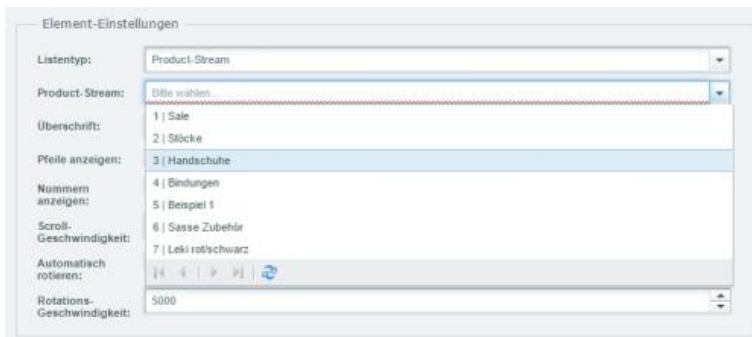 Element-Einstellungen
Listentyp:
Product-Stream
Product-Stream:
Bitte wählen...
Überschrift:
1 | Sale
2 | Stöcke
Pfeile anzeigen:
3 | Handschuhe
Nummern
anzeigen:
4 | Bindungen
5 | Beispiel 1
Scroll-
Geschwindigkeit:
6 | Sasse Zubehör
7 | Leki rot/schwarz
Automatisch
rotieren:
Rotations-
Geschwindigkeit:
5000